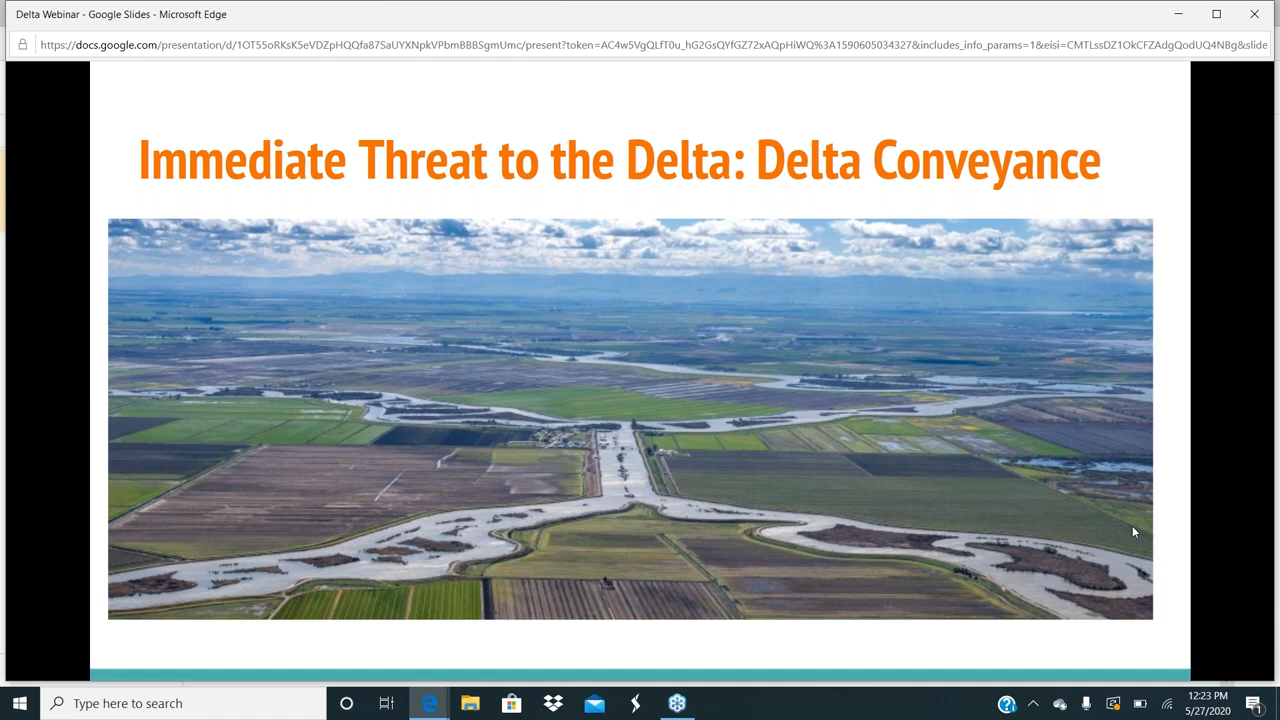 Delta Webinar - Google Slides - Microsoft Edge
https://docs.google.com/presentation/d/1OT55oRKsK5eVDZpHQQfa87SaUYXNpkVPbmBBBSgmUmc/present?token=AC4w5VgQLfT0u_hG2GsQYfGZ72xAQpHiWQ%3A1590605034327&includes_info_params=1&eisi=CMTLssDZ1OkCFZAdgQodUQ4NBg&slide
Immediate Threat to the Delta: Delta Conveyance
Type here to search
12:23 PM
5/27/2020
1